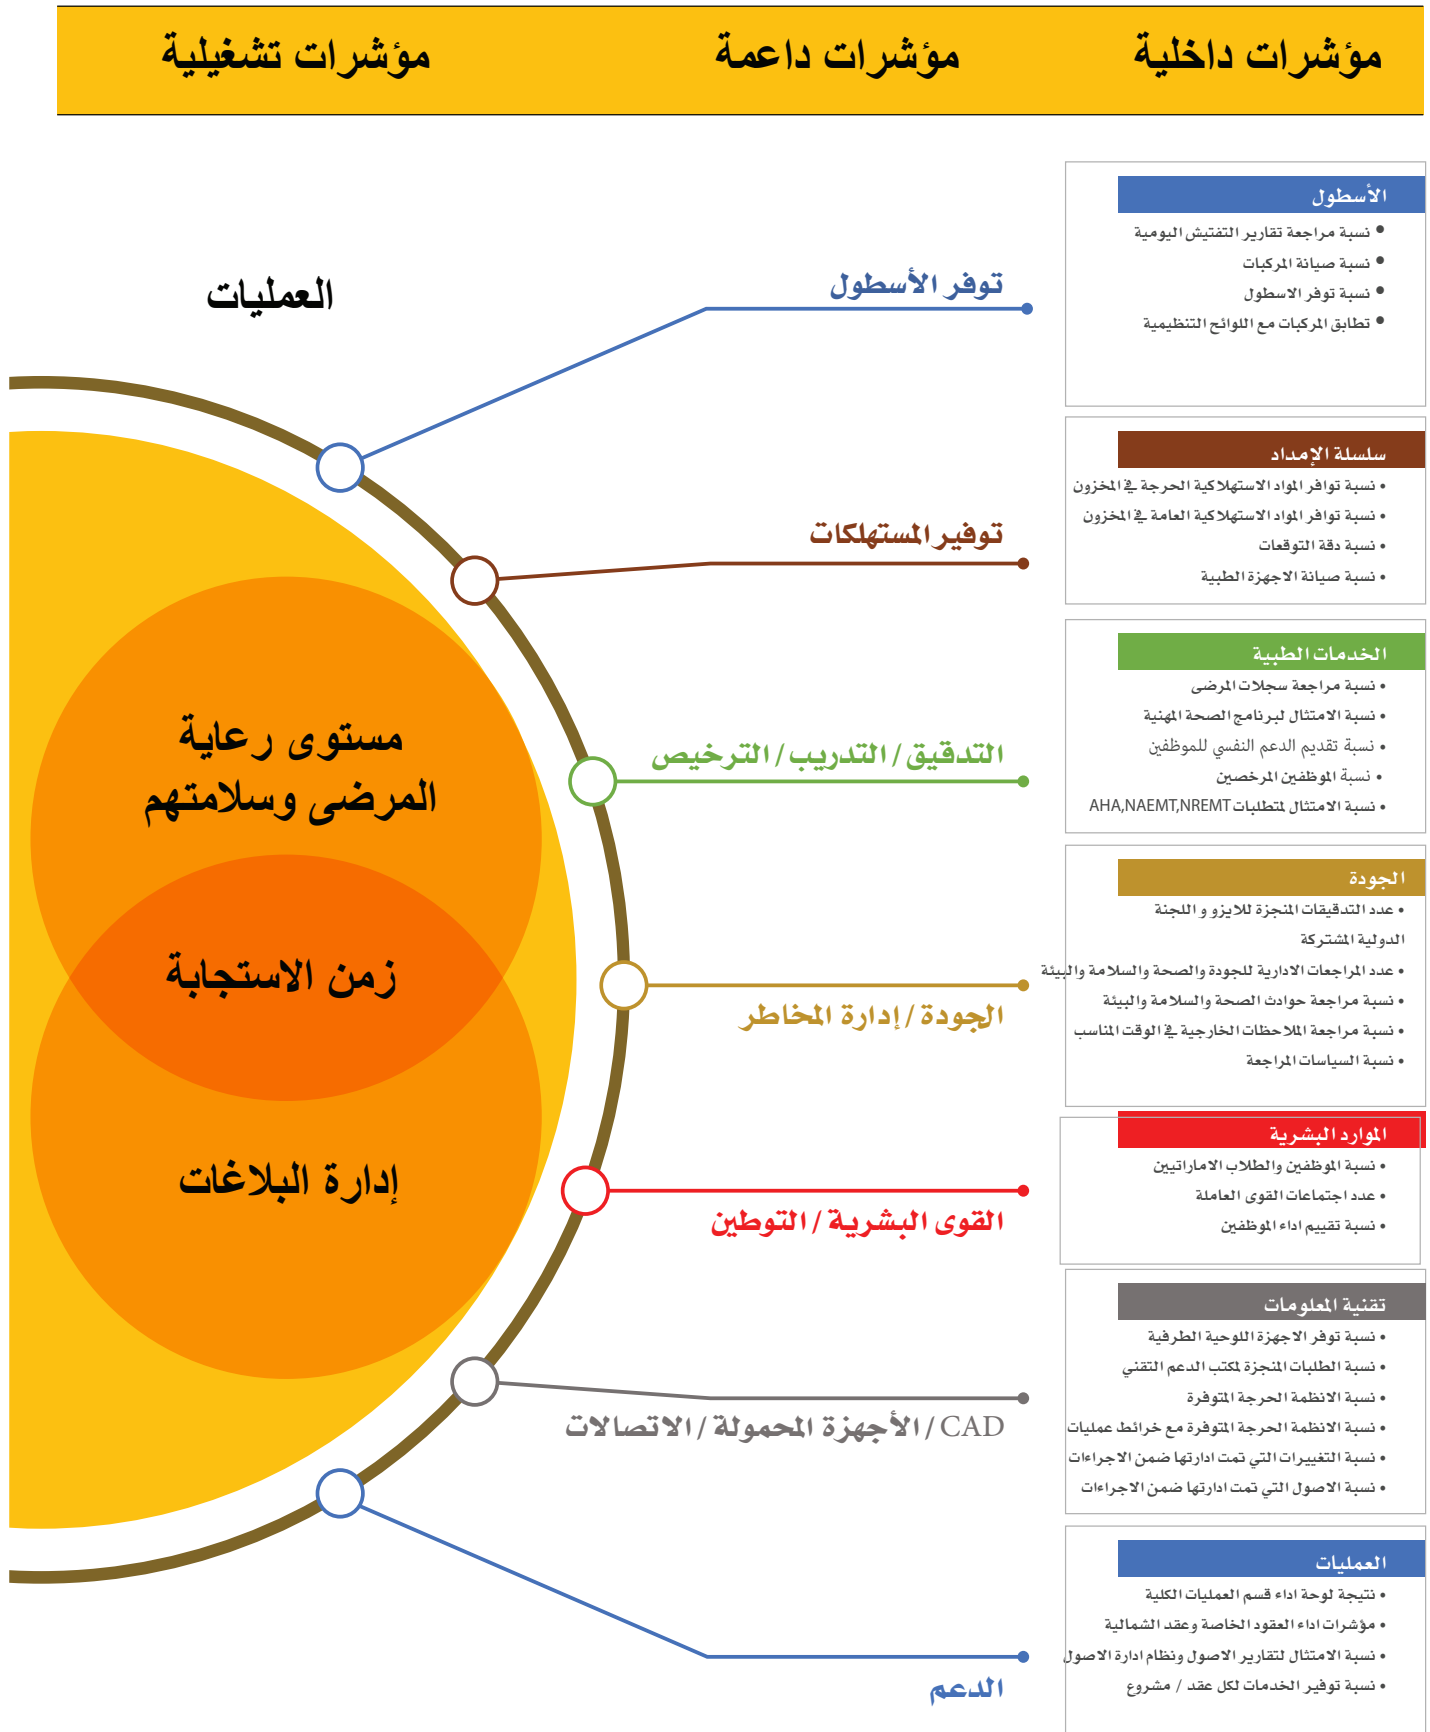 مؤشرات داخلية
مؤشرات داعمة
مؤشرات تشغيلية
الأسطول
• نسبة مراجعة تقارير التفتيش اليومية
• نسبة صيانة المركبات
• نسبة توفر الاسطول
• تطابق المركبات مع اللوائح التنظيمية
سلسلة الإمداد
• نسبة توافر المواد الاستهلاكية الحرجة في المخزون
• نسبة توافر المواد الاستهلاكية العامة في المخزون
• نسبة دقة التوقعات
• نسبة صيانة الاجهزة الطبية
الخدمات الطبية
• نسبة مراجعة سجلات المرضى
• نسبة الامتثال لبرنامج الصحة المهنية
• نسبة تقديم الدعم النفسي للموظفين
• نسبة الموظفين المرخصين
• نسبة الامتثال لمتطلبات AHA,NAEMT,NREMT
الجودة
• عدد التدقيقات المنجزة للايزو و اللجنة
الدولية المشتركة
• عدد المراجعات الادارية للجودة والصحة والسلامة والبيئة
• نسبة مراجعة حوادث الصحة والسلامة والبيئة
• نسبة مراجعة الملاحظات الخارجية في الوقت المناسب
• نسبة السياسات المراجعة
الموارد البشرية
• نسبة الموظفين والطلاب الاماراتيين
• عدد اجتماعات القوى العاملة
• نسبة تقييم اداء الموظفين
تقنية المعلومات
• نسبة توفر الاجهزة اللوحية الطرفية
• نسبة الطلبات المنجزة لمكتب الدعم التقني
• نسبة الانظمة الحرجة المتوفرة
• نسبة الانظمة الحرجة المتوفرة مع خرائط عمليات
• نسبة التغييرات التي تمت ادارتها ضمن الاجراءات
• نسبة الاصول التي تمت ادارتها ضمن الاجراءات
العمليات
• نتيجة لوحة اداء قسم العمليات الكلية
• مؤشرات اداء العقود الخاصة وعقد الشمالية
• نسبة الامتثال لتقارير الاصول ونظام ادارة الاصول
• نسبة توفير الخدمات لكل عقد / مشروع
توفر الأسطول
توفير المستهلكات
التدقيق / التدريب / الترخيص
الجودة / إدارة المخاطر
القوى البشرية / التوطين
CAD / الأجهزة المحمولة / الاتصالات
الدعم
العمليات
مستوى رعاية
المرضى وسلامتهم
زمن الاستجابة
إدارة البلاغات